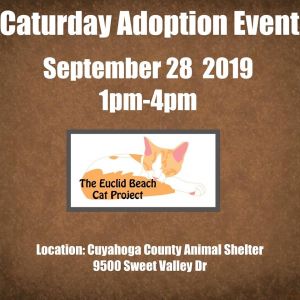 Caturday Adoption Event
September 28 2019
1pm-4pm
The Euclid Beach
Cat Project
Location: Cuyahoga County Animal Shelter
9500 Sweet Valley Dr